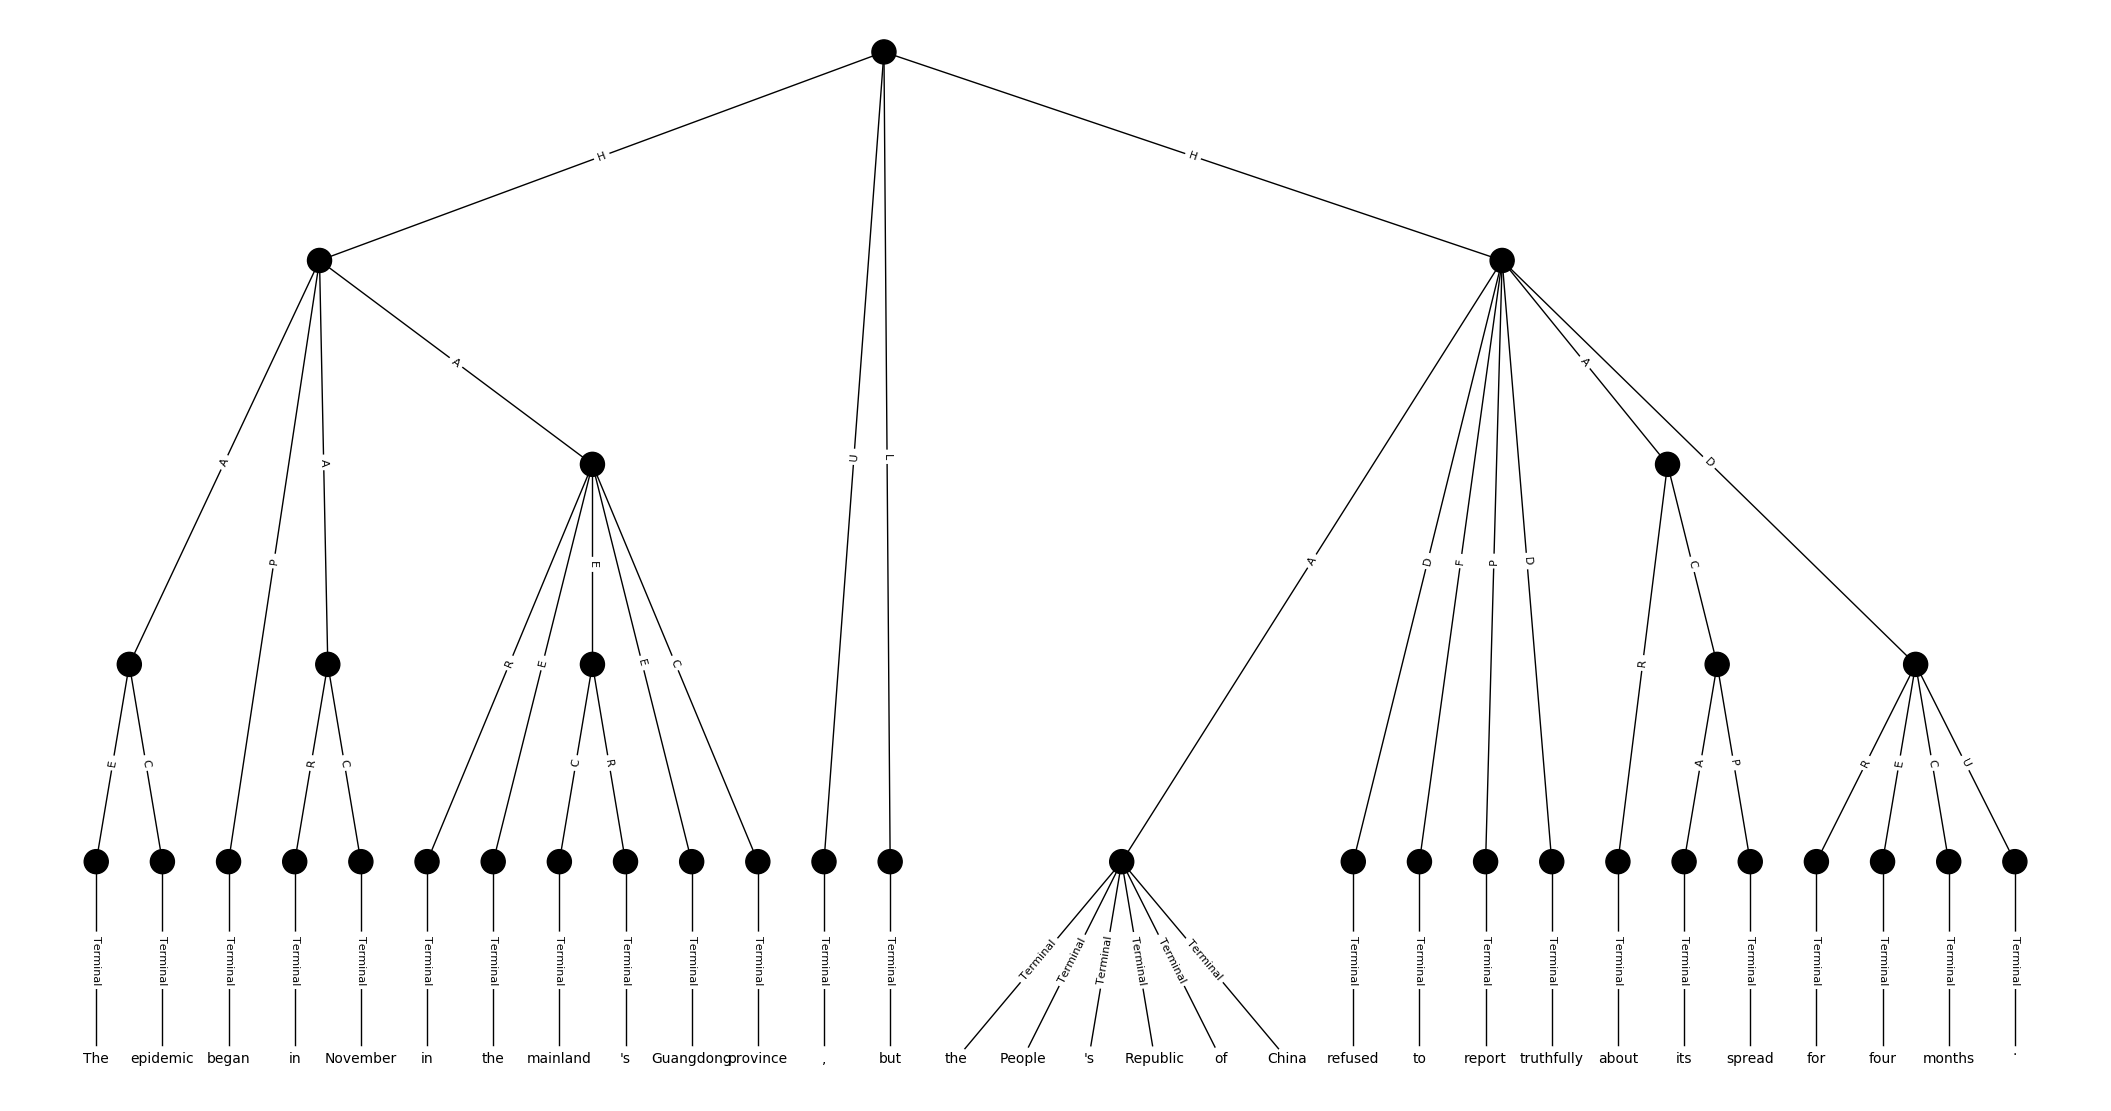 H H
A A A D
A A U L
P E A D F P D C
R E E C R
E C R C C R A P R E C U
Terminal Terminal Terminal Terminal Terminal Terminal Terminal Terminal Terminal Terminal Terminal Terminal Terminal Terminal Terminal Terminal Terminal Terminal Terminal Terminal Terminal Terminal Terminal Terminal Terminal Terminal Terminal Terminal Terminal Terminal
The epidemic began in November in the mainland 's Guangdong province , but the People 's Republic of China refused to report truthfully about its spread for four months .